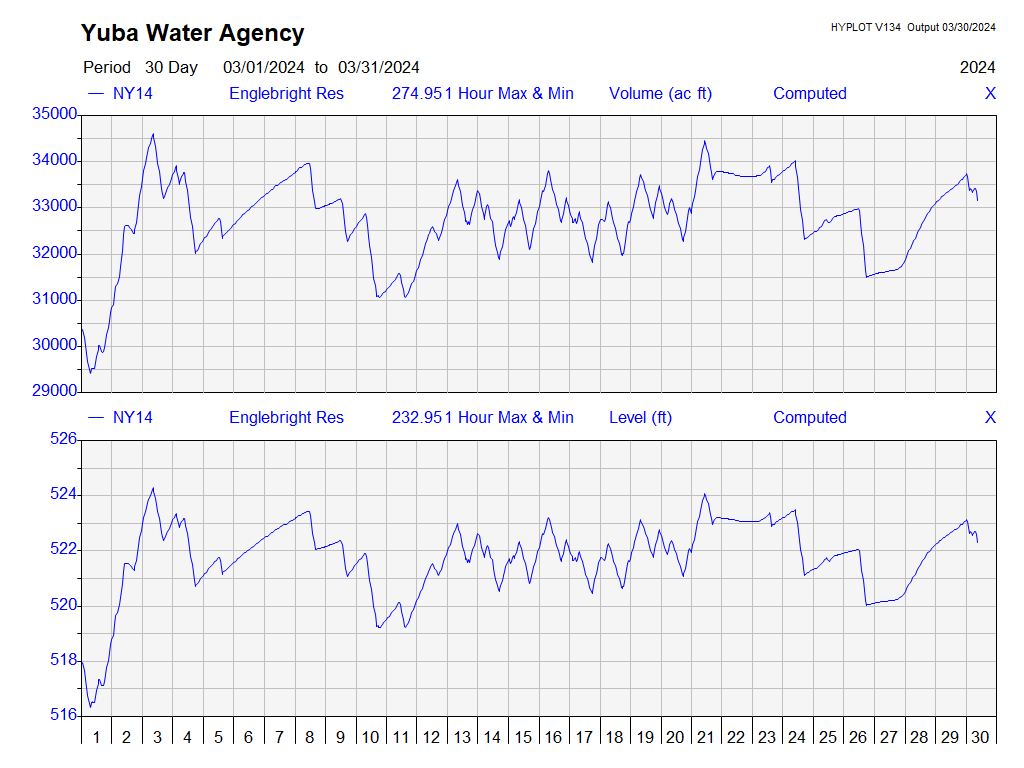 Yuba Water Agency
HYPLOT V134 Output 03/30/2024
Period 30 Day 03/01/2024 to 03/31/2024 2024
NY14 Englebright Res 274.951 Hour Max & Min Volume (ac ft) Computed X
35000
34000
33000
32000
31000
30000
29000
NY14 Englebright Res 232.951 Hour Max & Min Level (ft) Computed X
526
524
522
520
518
516
1 2 3 4 5 6 7 8 9 10 11 12 13 14 15 16 17 18 19 20 21 22 23 24 25 26 27 28 29 30